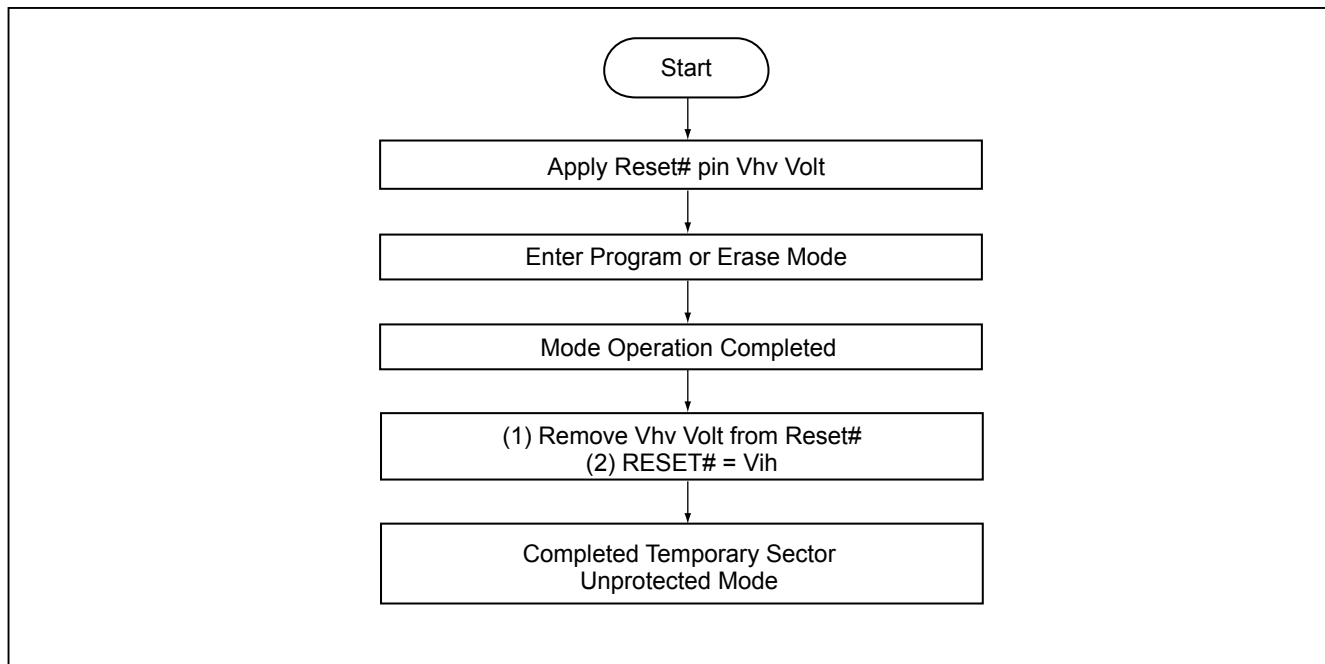 Start
Apply Reset# pin Vhv Volt
Enter Program or Erase Mode
Mode Operation Completed
(1) Remove Vhv Volt from Reset#
(2) RESET# = Vih
Completed Temporary Sector
Unprotected Mode